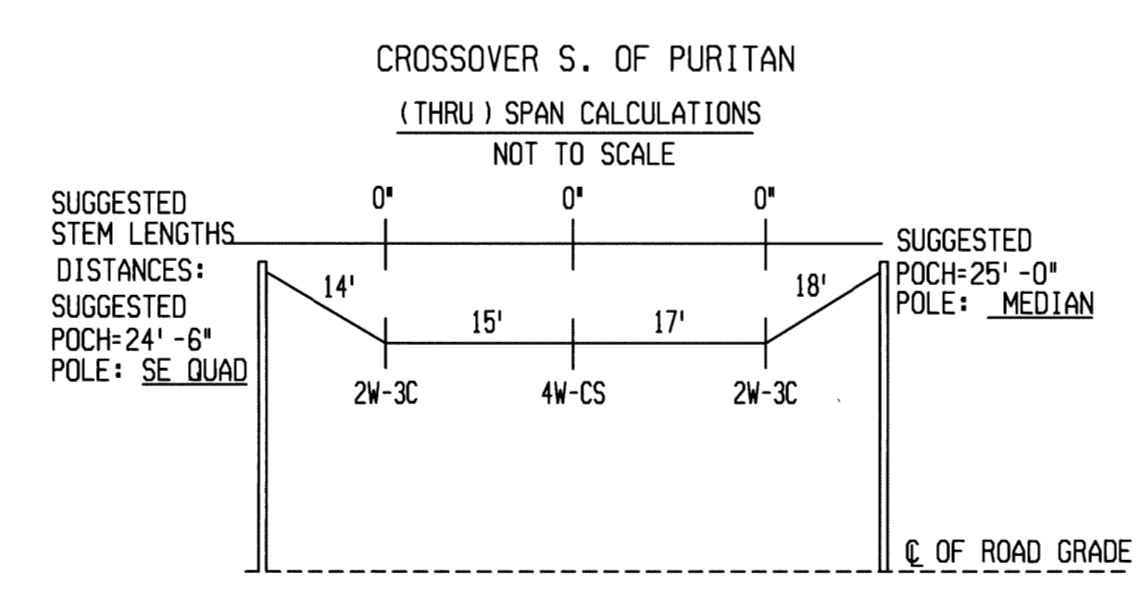 CROSSOVER S. OF PURITAN
(THRU) SPAN CALCULATIONS
NOT TO SCALE
SUGGESTED
STEM LENGTHS
0" 0" 0"
DISTANCES:
14' 15' 17' 18'
SUGGESTED
POCH=24'-6"
POLE: SE QUAD
SUGGESTED
POCH=25'-0"
POLE: MEDIAN
2W-3C 4W-CS 2W-3C
℄ OF ROAD GRADE